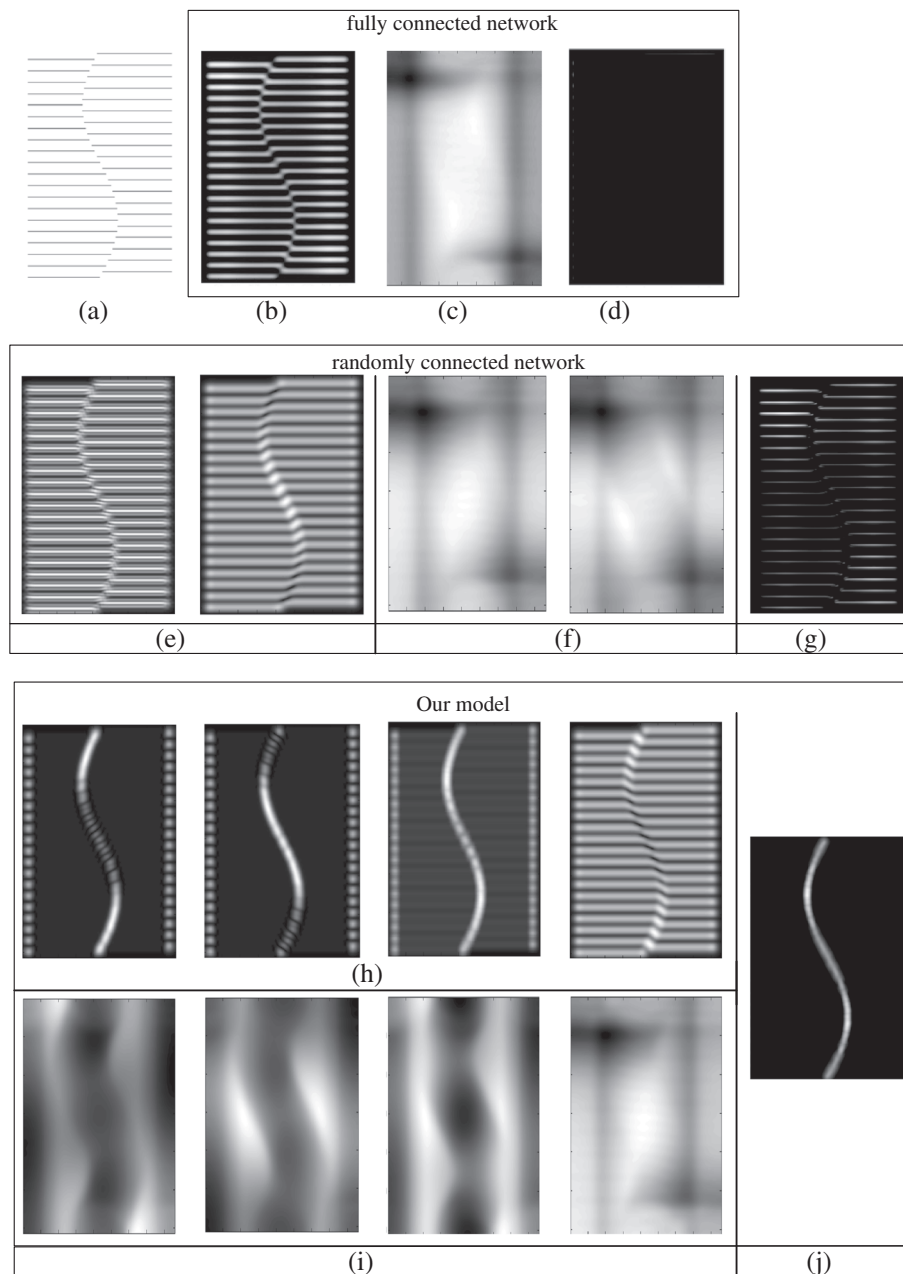 fully connected network
(a)
(b)
(c)
(d)
randomly connected network
(e)
(f)
(g)
Our model
(h)
(i)
(j)